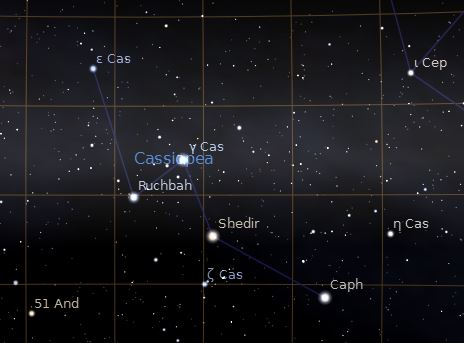 ε Cas
ι Cep
γ Cas
Cassiopea
Ruchbah
Shedir
η Cas
ζ Cas
Caph
51 And